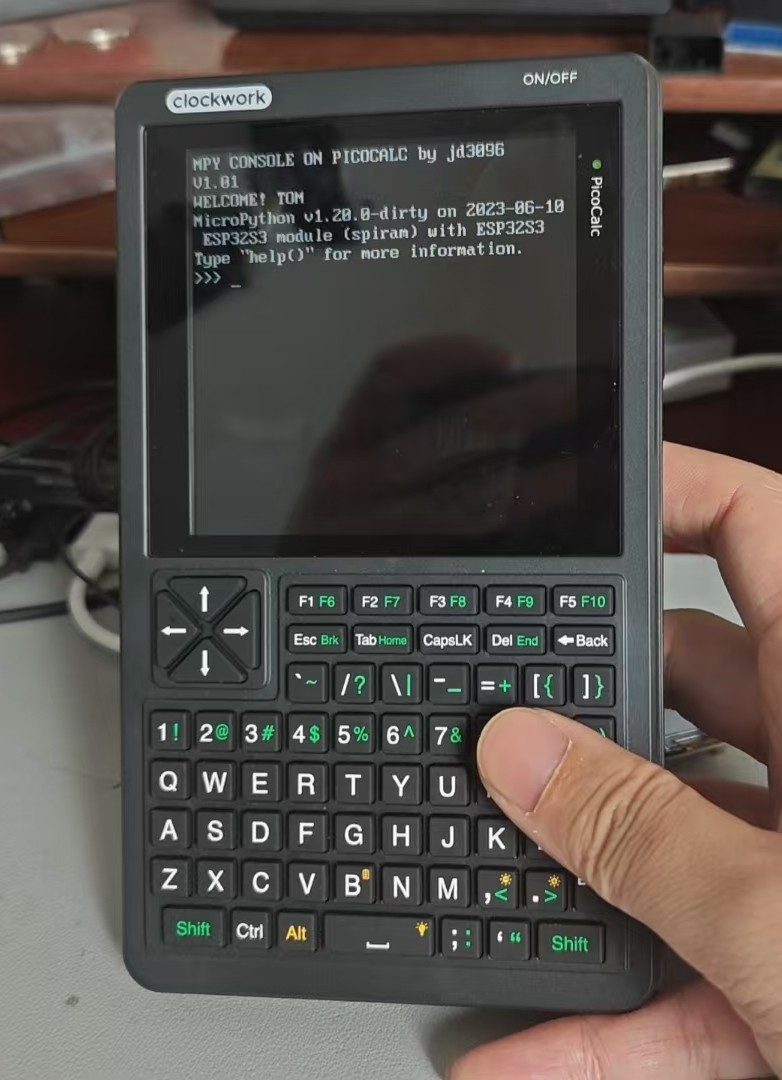 clockwork
ON/OFF
MPY CONSOLE ON PICOCALC by jd3096
V1.01
WELCOME! TOM
MicroPython v1.20.0-dirty on 2023-06-10
ESP32S3 module (spiram) with ESP32S3
Type "help()" for more information.
>>> _
PicoCalc
F1 F6 F2 F7 F3 F8 F4 F9 F5 F10
Esc Brk Tab Home CapsLK Del End Back
` ~ / ? \ | - _ = + [ { ] }
1 ! 2 @ 3 # 4 $ 5 % 6 ^ 7 & )
Q W E R T Y U
A S D F G H J K
Z X C V B N M , < . >
Shift Ctrl Alt ; : ‘ “ Shift